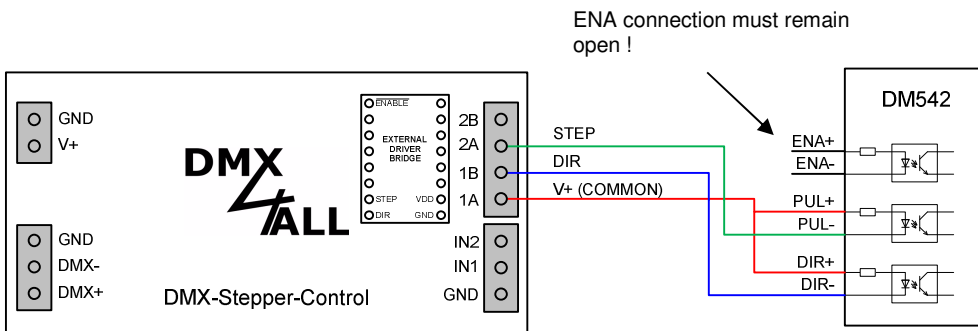 ENA connection must remain
open !
DM542
GND
V+
ENABLE
EXTERNAL
DRIVER
BRIDGE
STEP
VDD
DIR
GND
2B
2A
1B
1A
STEP
DIR
V+ (COMMON)
ENA+
ENA-
PUL+
PUL-
DIR+
DIR-
DMX
4
ALL
GND
DMX-
DMX+
IN2
IN1
GND
DMX-Stepper-Control